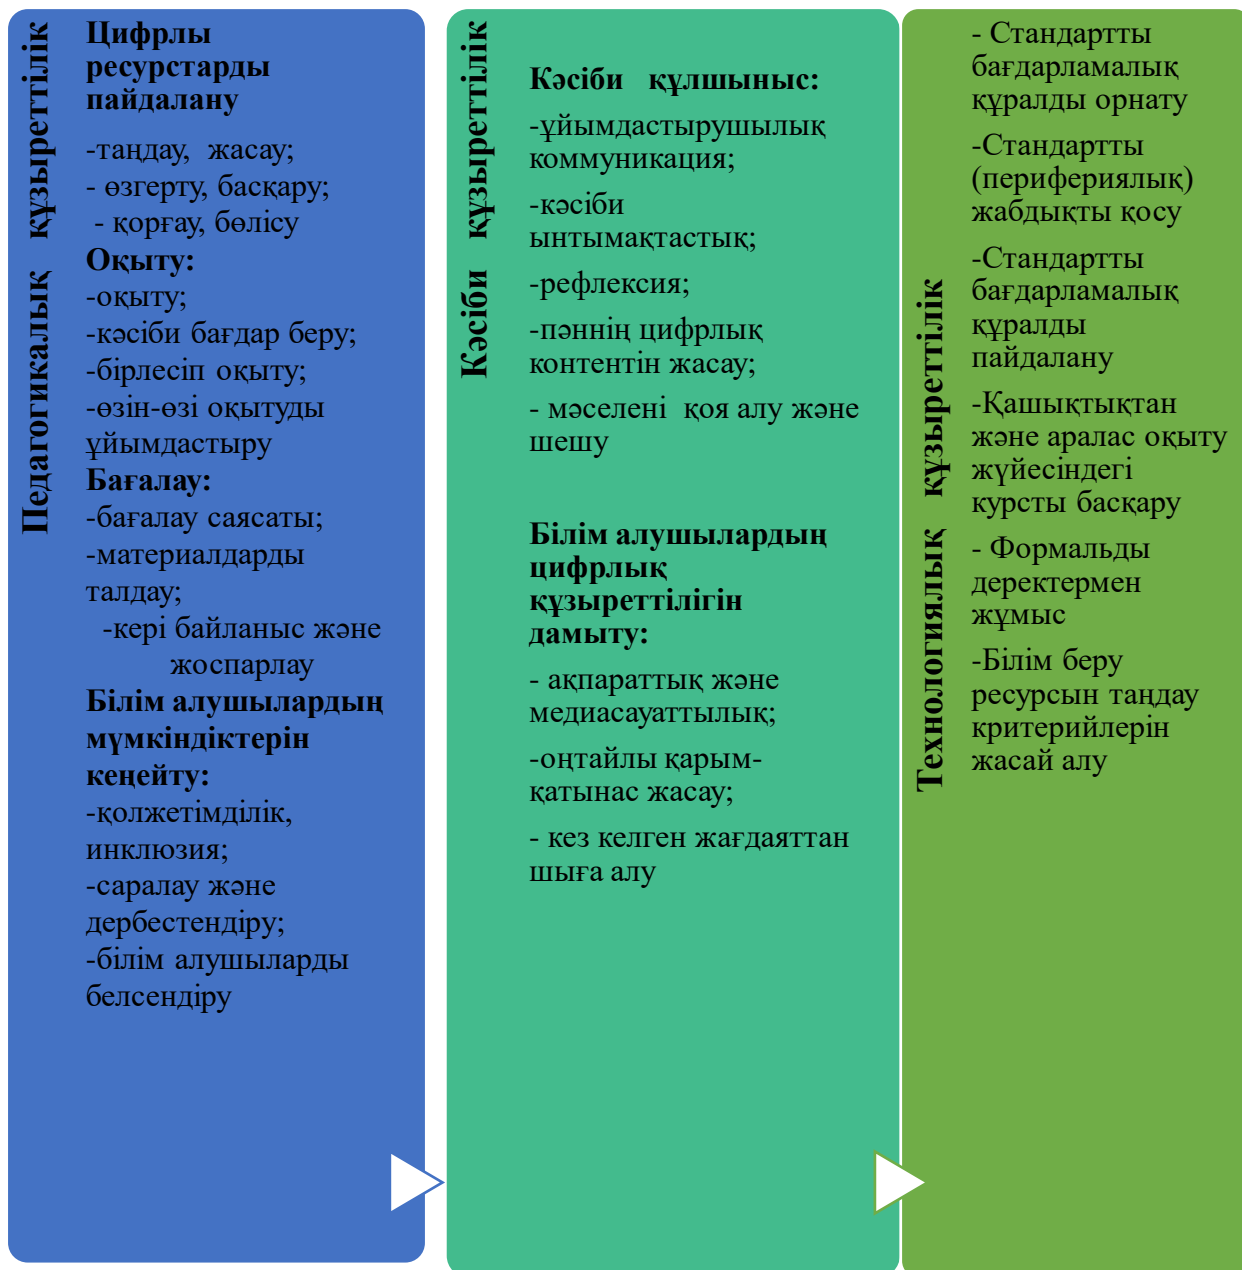 Педагогикалық құзыреттілік
Цифрлы
ресурстарды
пайдалану
-таңдау, жасау;
- өзгерту, басқару;
- қорғау, бөлісу
Оқыту:
-оқыту;
-кәсіби бағдар беру;
-бірлесіп оқыту;
-өзін-өзі оқытуды
ұйымдастыру
Бағалау:
-бағалау саясаты;
-материалдарды
талдау;
-кері байланыс және
жоспарлау
Білім алушылардың
мүмкіндіктерін
кеңейту:
-қолжетімділік,
инклюзия;
-саралау және
дербестендіру;
-білім алушыларды
белсендіру
Кәсіби құзыреттілік
Кәсіби құлшыныс:
-ұйымдастырушылық
коммуникация;
-кәсіби
ынтымақтастық;
-рефлексия;
-пәннің цифрлық
контентін жасау;
- мәселені қоя алу және
шешу
Білім алушылардың
цифрлық
құзыреттілігін
дамыту:
- ақпараттық және
медиасауаттылық;
-оңтайлы қарым-
қатынас жасау;
- кез келген жағдаяттан
шыға алу
Технологиялық құзыреттілік
- Стандартты
бағдарламалық
құралды орнату
-Стандартты
(перифериялық)
жабдықты қосу
-Стандартты
бағдарламалық
құралды
пайдалану
-Қашықтықтан
және аралас оқыту
жүйесіндегі
курсты басқару
- Формальды
деректермен
жұмыс
-Білім беру
ресурсын таңдау
критерийлерін
жасай алу